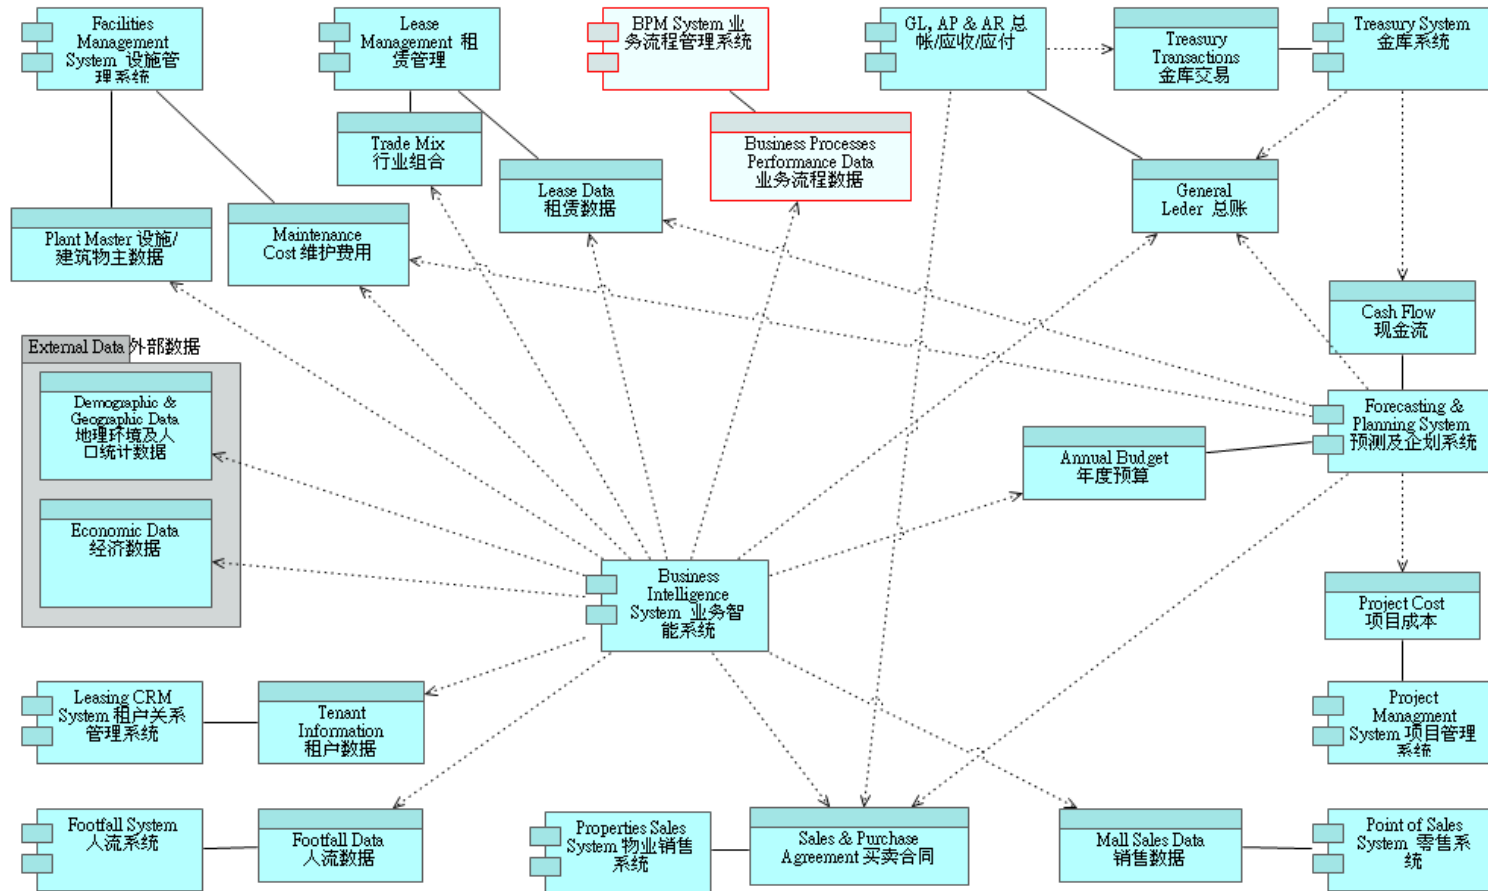 Facilities
Management
System 设施管
理系统
Lease
Management 租
赁管理
BPM System 业
务流程管理系统
GL, AP & AR 总
帐/应收/应付
Treasury
Transactions
金库交易
Treasury System
金库系统
Trade Mix
行业组合
Lease Data
租赁数据
Business Processes
Performance Data
业务流程数据
General
Leder 总账
Plant Master 设施/
建筑物主数据
Maintenance
Cost 维护费用
Cash Flow
现金流
External Data 外部数据
Demographic &
Geographic Data
地理环境及人
口统计数据
Economic Data
经济数据
Forecasting &
Planning System
预测及企划系统
Annual Budget
年度预算
Business
Intelligence
System 业务智
能系统
Project Cost
项目成本
Leasing CRM
System 租户关系
管理系统
Tenant
Information
租户数据
Project
Managment
System 项目管理
系统
Footfall System
人流系统
Footfall Data
人流数据
Properties Sales
System 物业销售
系统
Sales & Purchase
Agreement 买卖合同
Mall Sales Data
销售数据
Point of Sales
System 零售系
统